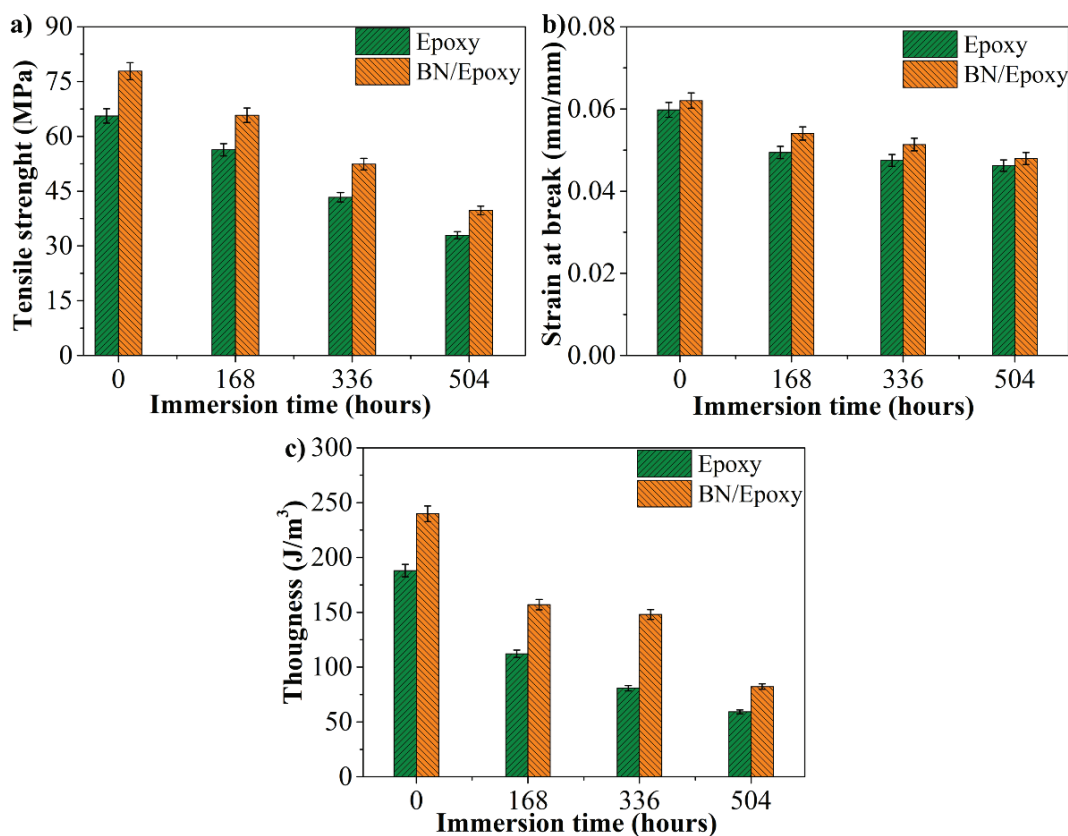 a)
Tensile strenght (MPa)
90
75
60
45
30
15
0
Epoxy
BN/Epoxy
0 168 336 504
Immersion time (hours)
b)
Strain at break (mm/mm)
0.08
0.06
0.04
0.02
0.00
Epoxy
BN/Epoxy
0 168 336 504
Immersion time (hours)
c)
Thougness (J/m³)
300
250
200
150
100
50
0
Epoxy
BN/Epoxy
0 168 336 504
Immersion time (hours)